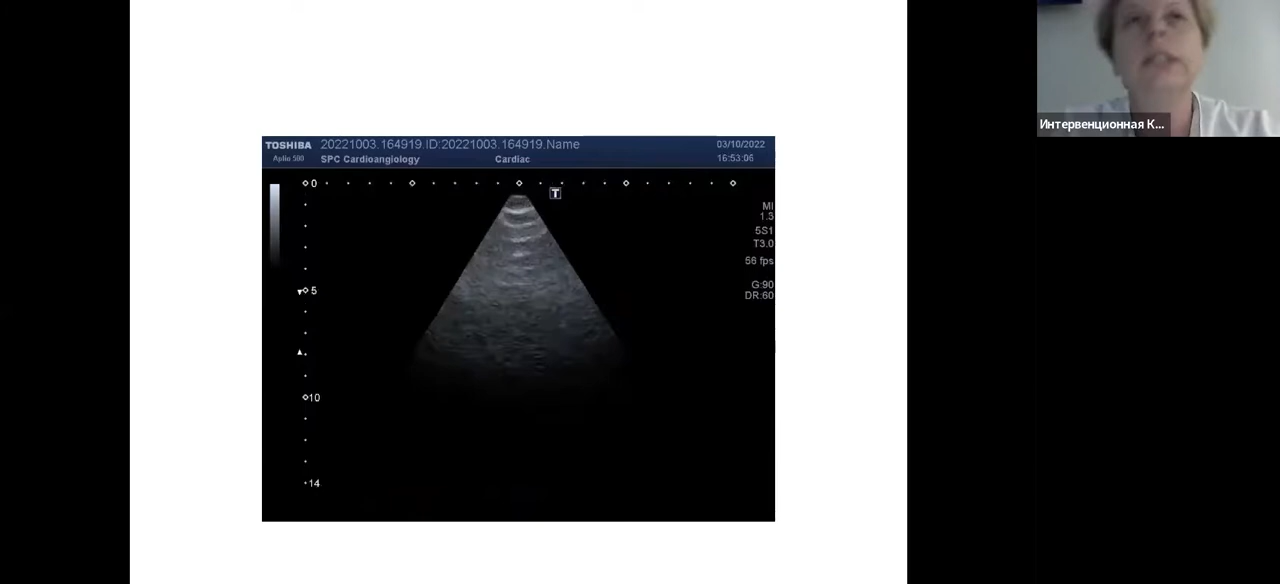 TOSHIBA 20221003.164919.ID:20221003.164919.Name 03/10/2022
Aplio 500 SPC Cardioangiology Cardiac 16:53:06
0
T
MI
1.5
5S1
T3.0
56 fps
G:90
DR:60
5
10
14
Интервенционная К...